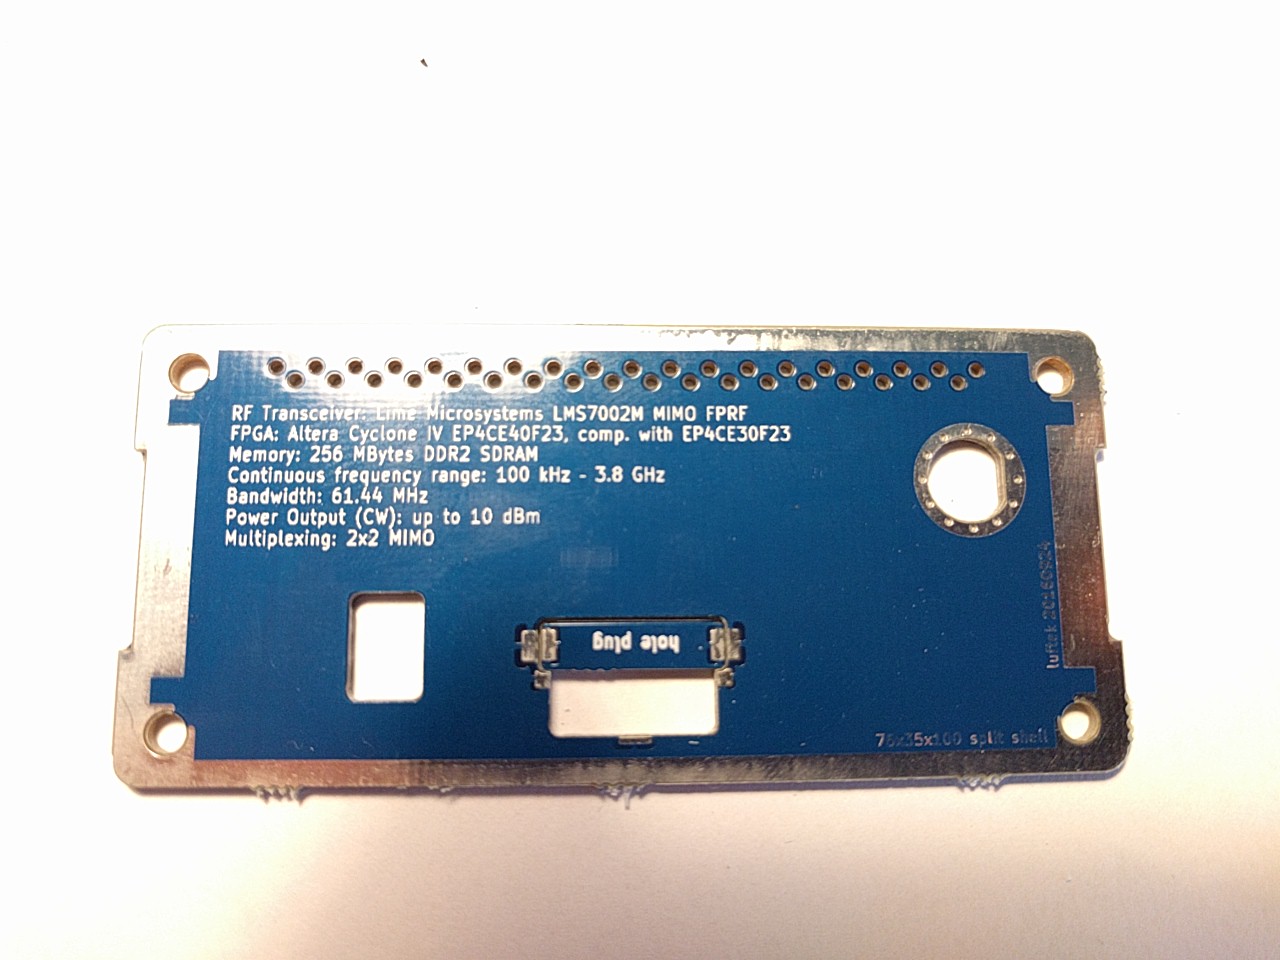 RF Transceiver: Lime Microsystems LMS7002M MIMO FPRF
FPGA: Altera Cyclone IV EP4CE40F23, comp. with EP4CE30F23
Memory: 256 MBytes DDR2 SDRAM
Continuous frequency range: 100 kHz - 3.8 GHz
Bandwidth: 61.44 MHz
Power Output (CW): up to 10 dBm
Multiplexing: 2x2 MIMO
hole plug
luftek 20160924
76x35x100 split shell